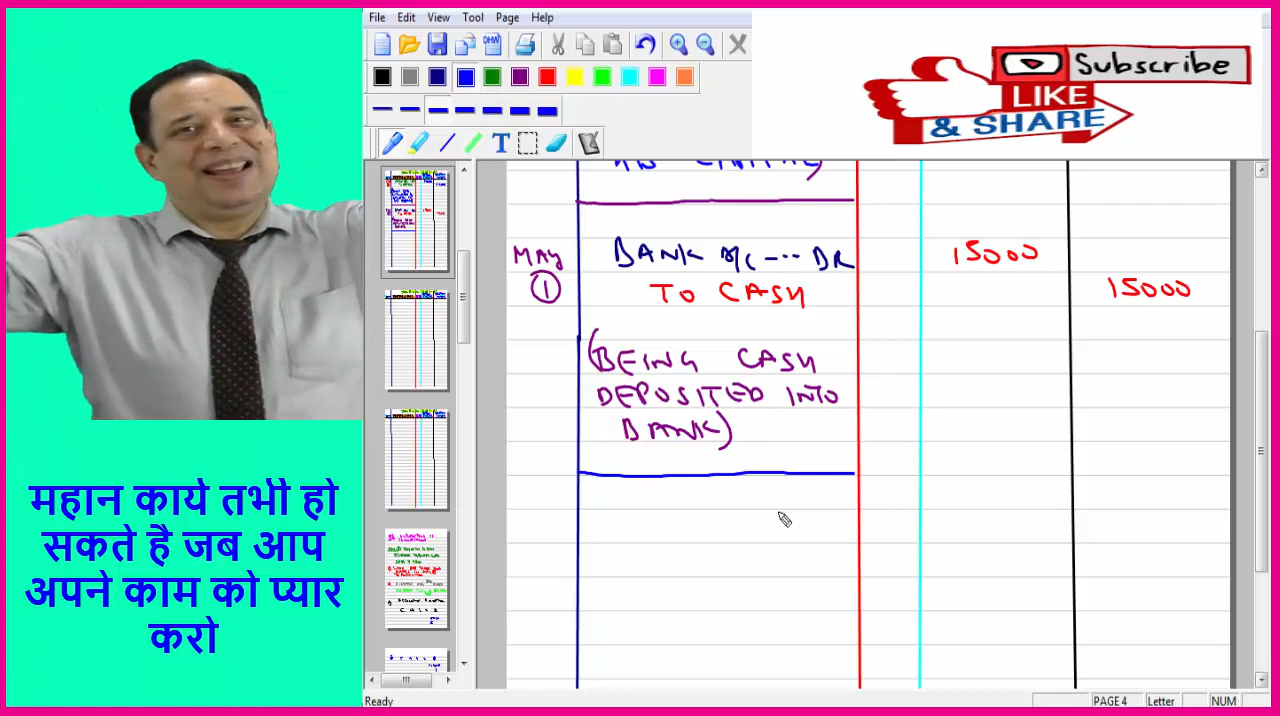 File Edit View Tool Page Help
DHW
Subscribe
LIKE
& SHARE
T
MAY BANK A/C ---- DR 15000
① TO CASH 15000
(BEING CASH
DEPOSITED INTO
BANK)
महान कार्य तभी हो
सकते है जब आप
अपने काम को प्यार
करो
Ready PAGE 4 Letter NUM